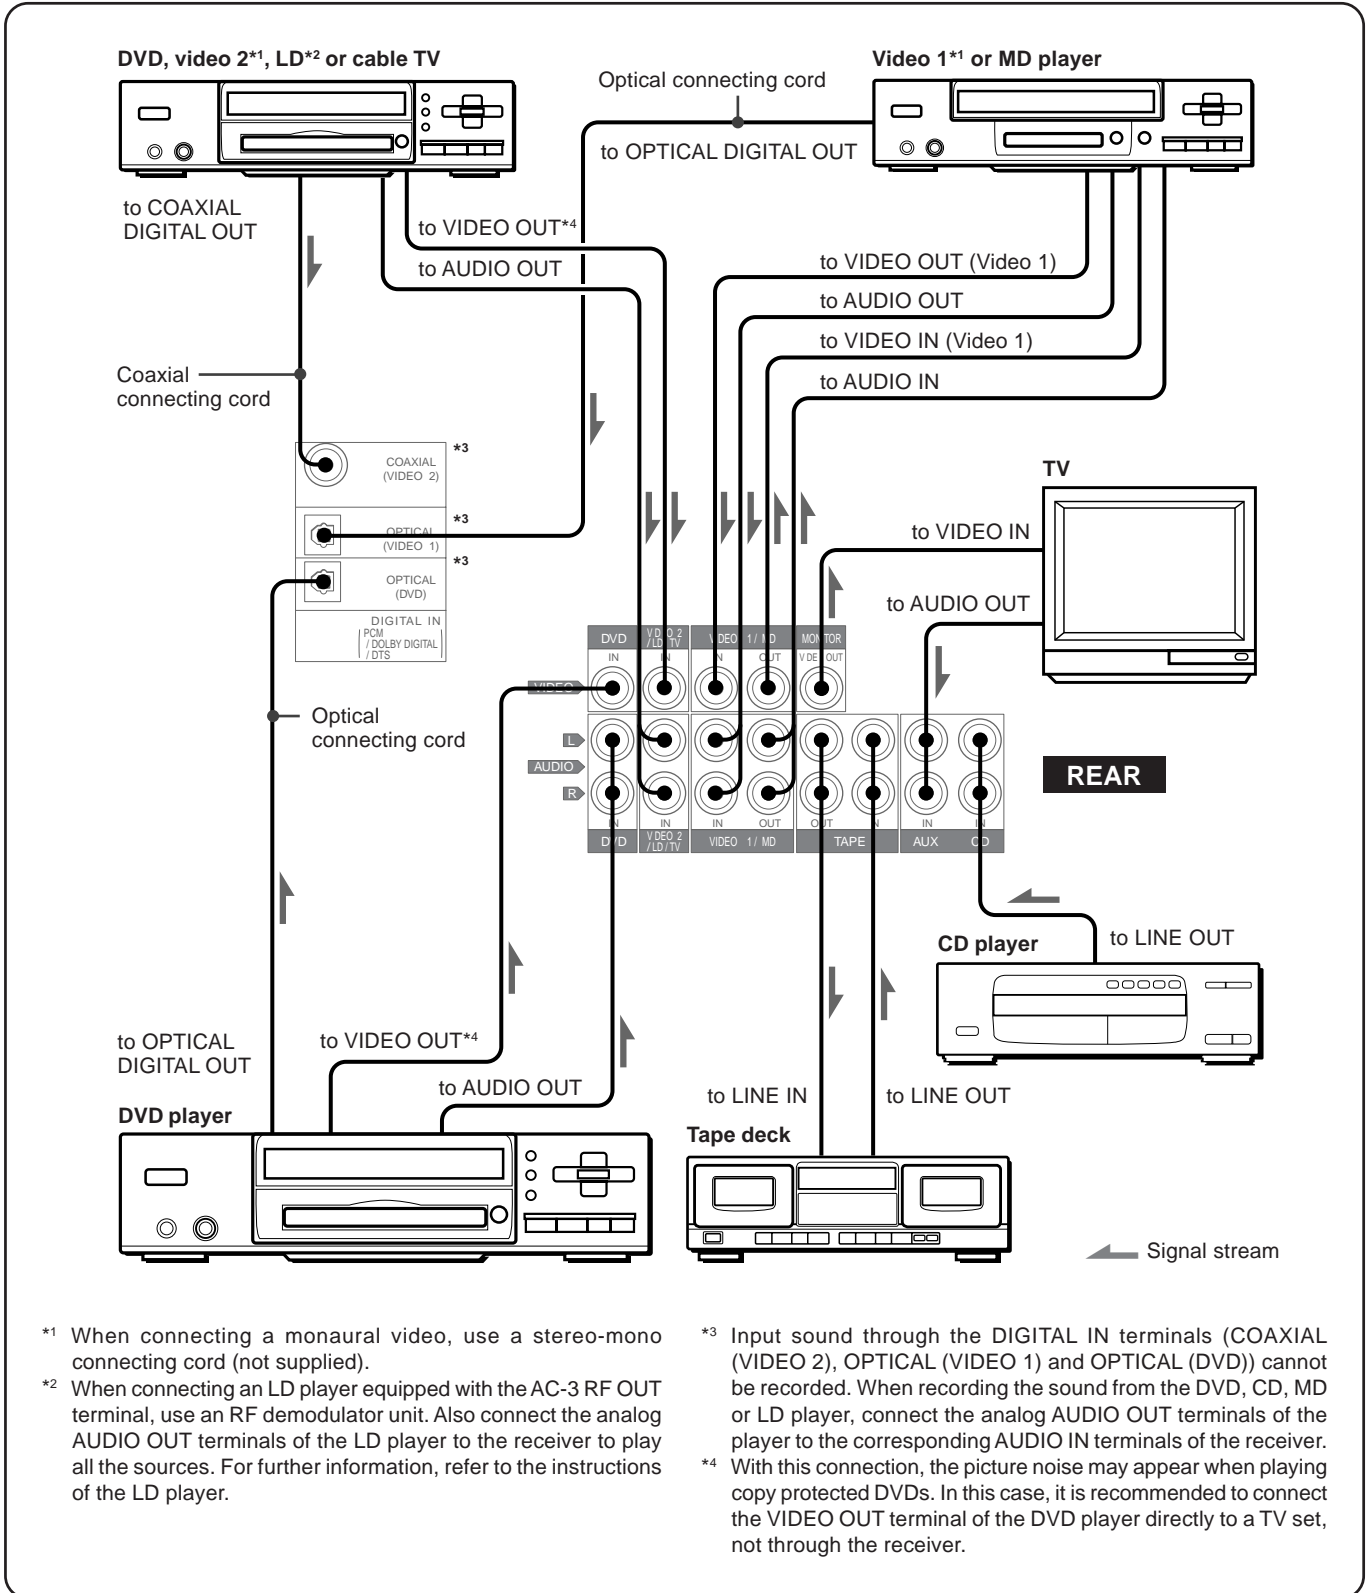 DVD, video 2*1, LD*2 or cable TV
Video 1*1 or MD player
Optical connecting cord
to OPTICAL DIGITAL OUT
to COAXIAL
DIGITAL OUT
to VIDEO OUT*4
to AUDIO OUT
to VIDEO OUT (Video 1)
to AUDIO OUT
to VIDEO IN (Video 1)
to AUDIO IN
Coaxial
connecting cord
*3
COAXIAL
(VIDEO 2)
*3
OPTICAL
(VIDEO 1)
*3
OPTICAL
(DVD)
DIGITAL IN
PCM
/ DOLBY DIGITAL
/ DTS
TV
to VIDEO IN
to AUDIO OUT
DVD
VIDEO 2
/ LD / TV
VIDEO 1 / MD
MONITOR
IN
IN
IN
OUT
VIDEO OUT
VIDEO
L
AUDIO
R
IN
IN
IN
OUT
OUT
IN
IN
IN
DVD
VIDEO 2
/ LD / TV
VIDEO 1 / MD
TAPE
AUX
CD
Optical
connecting cord
REAR
CD player
to LINE OUT
to OPTICAL
DIGITAL OUT
to VIDEO OUT*4
to AUDIO OUT
to LINE IN
to LINE OUT
DVD player
Tape deck
Signal stream
*1 When connecting a monaural video, use a stereo-mono
connecting cord (not supplied).
*2 When connecting an LD player equipped with the AC-3 RF OUT
terminal, use an RF demodulator unit. Also connect the analog
AUDIO OUT terminals of the LD player to the receiver to play
all the sources. For further information, refer to the instructions
of the LD player.
*3 Input sound through the DIGITAL IN terminals (COAXIAL
(VIDEO 2), OPTICAL (VIDEO 1) and OPTICAL (DVD)) cannot
be recorded. When recording the sound from the DVD, CD, MD
or LD player, connect the analog AUDIO OUT terminals of the
player to the corresponding AUDIO IN terminals of the receiver.
*4 With this connection, the picture noise may appear when playing
copy protected DVDs. In this case, it is recommended to connect
the VIDEO OUT terminal of the DVD player directly to a TV set,
not through the receiver.